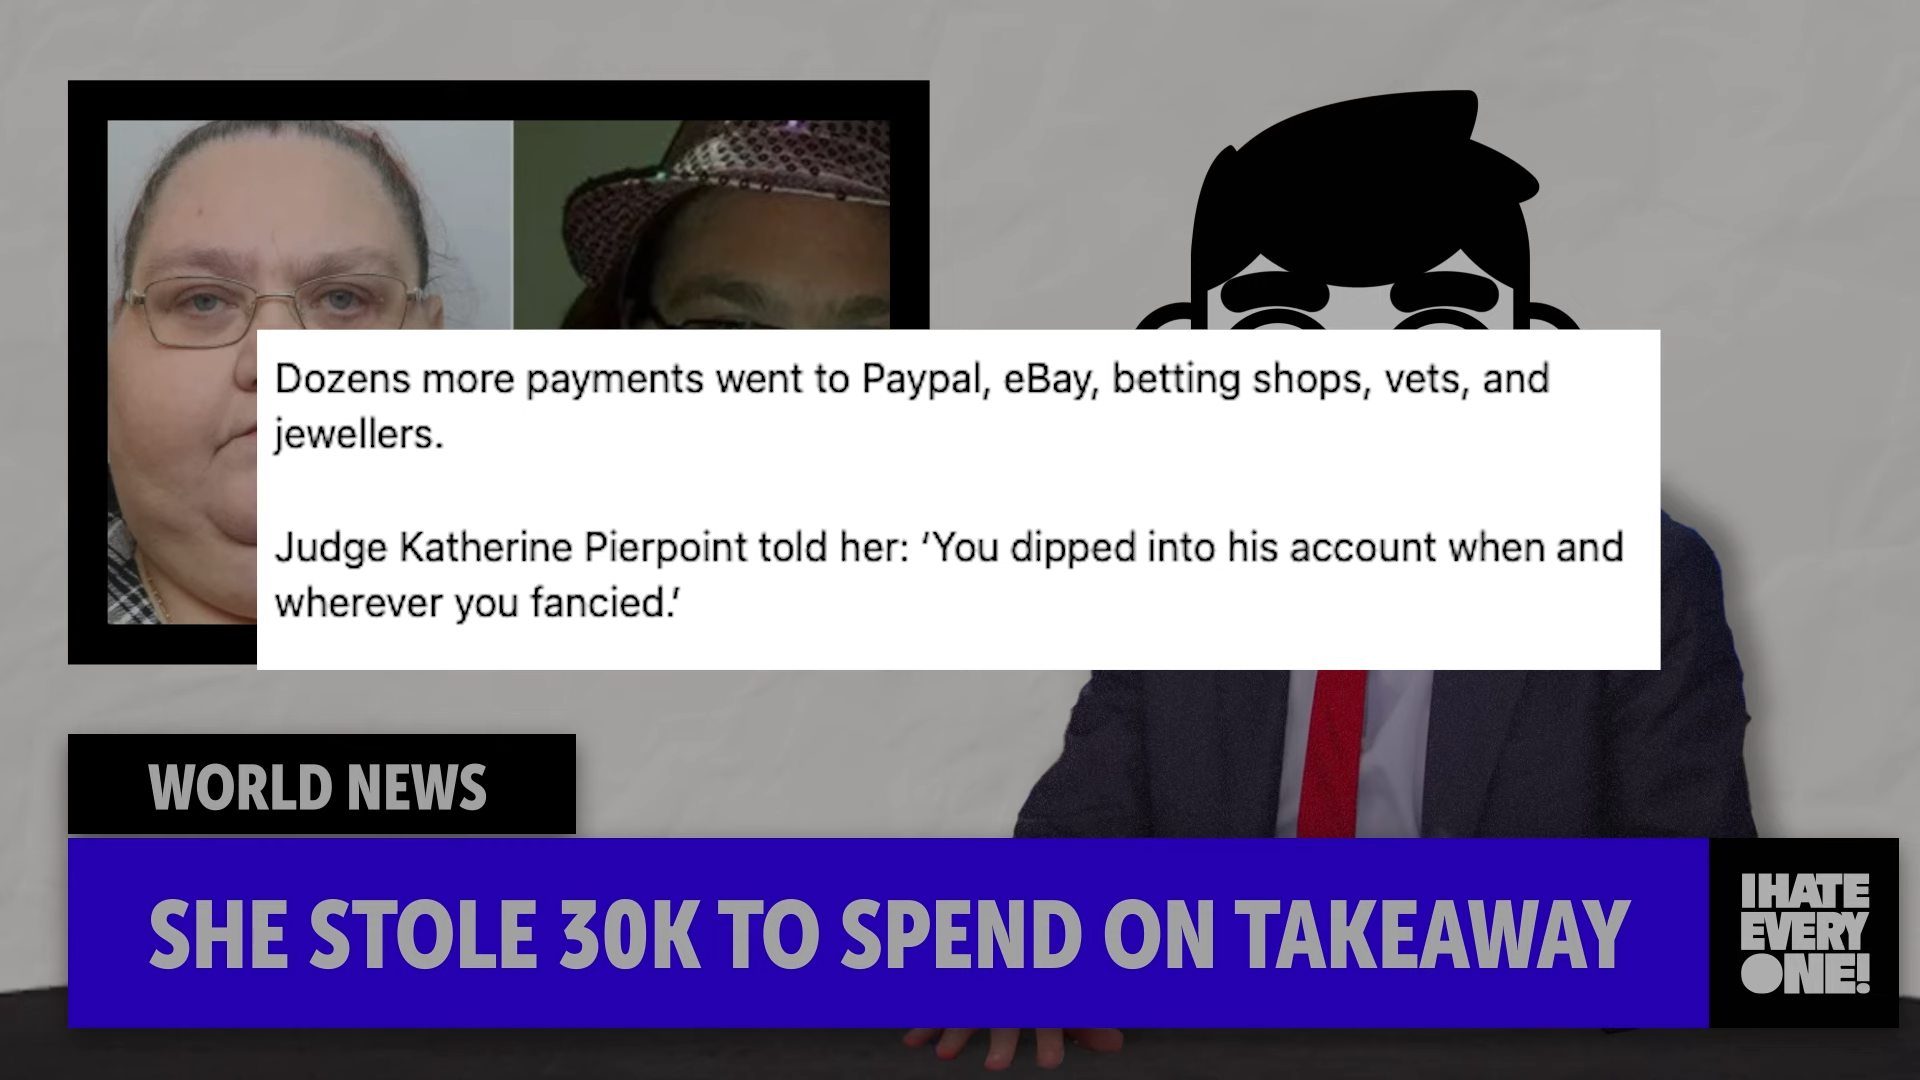 Dozens more payments went to Paypal, eBay, betting shops, vets, and
jewellers.
Judge Katherine Pierpoint told her: ‘You dipped into his account when and
wherever you fancied.’
WORLD NEWS
SHE STOLE 30K TO SPEND ON TAKEAWAY
I HATE
EVERY
ONE!